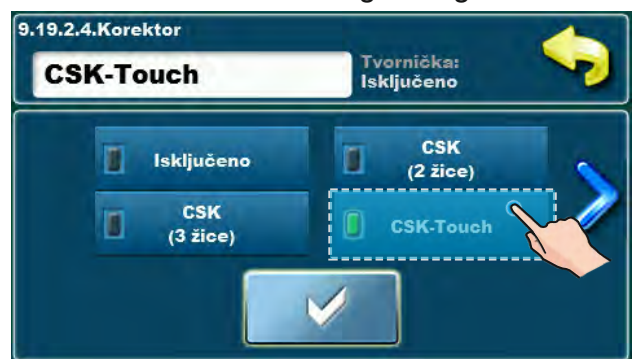 9.19.2.4.Korektor
CSK-Touch
Tvornička:
Isključeno
Isključeno
CSK
(2 žice)
CSK
(3 žice)
CSK-Touch